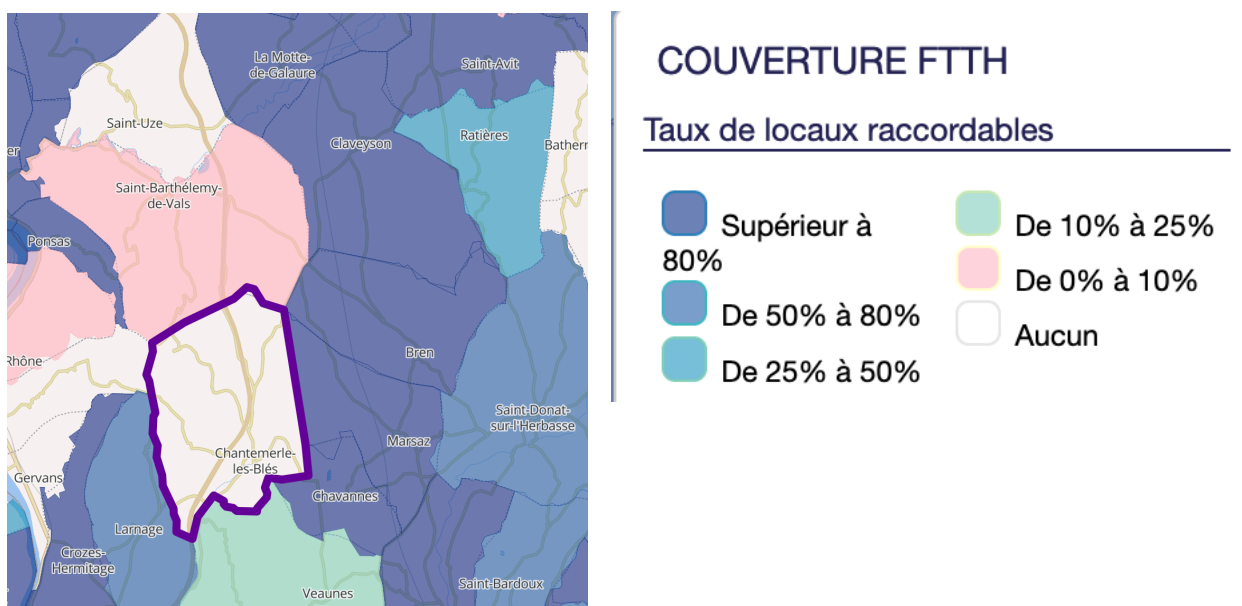 La Motte-
de-Galaure
Saint-Avit
Saint-Uze
Ratières
Claveyson
Bathern
er
Saint-Barthélemy-
de-Vals
Ponsas
Rhône
Bren
Saint-Donat-
sur-l'Herbasse
Marsaz
Chantemerle-
les-Blés
Gervans
Chavannes
Larnage
Crozes-
Hermitage
Saint-Bardoux
Veaunes
COUVERTURE FTTH
Taux de locaux raccordables
Supérieur à
80%
De 50% à 80%
De 25% à 50%
De 10% à 25%
De 0% à 10%
Aucun